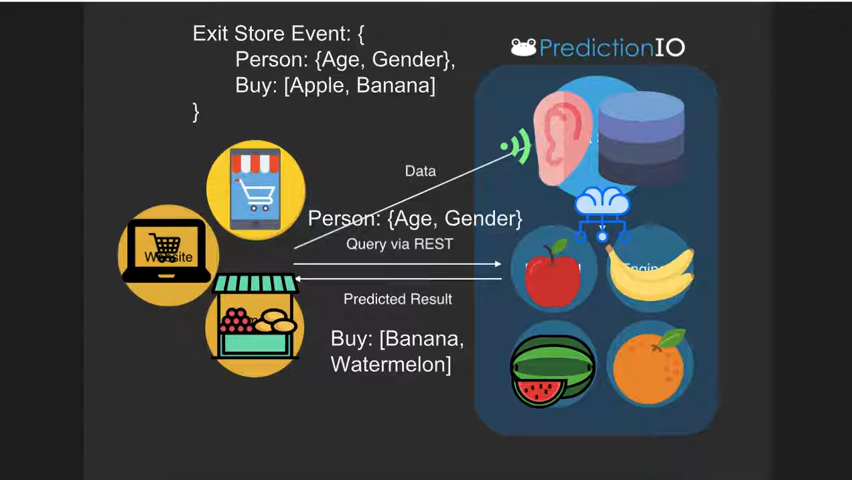 Exit Store Event: {
Person: {Age, Gender},
Buy: [Apple, Banana]
}
PredictionIO
Data
Person: {Age, Gender}
Query via REST
Website
Predicted Result
Buy: [Banana,
Watermelon]